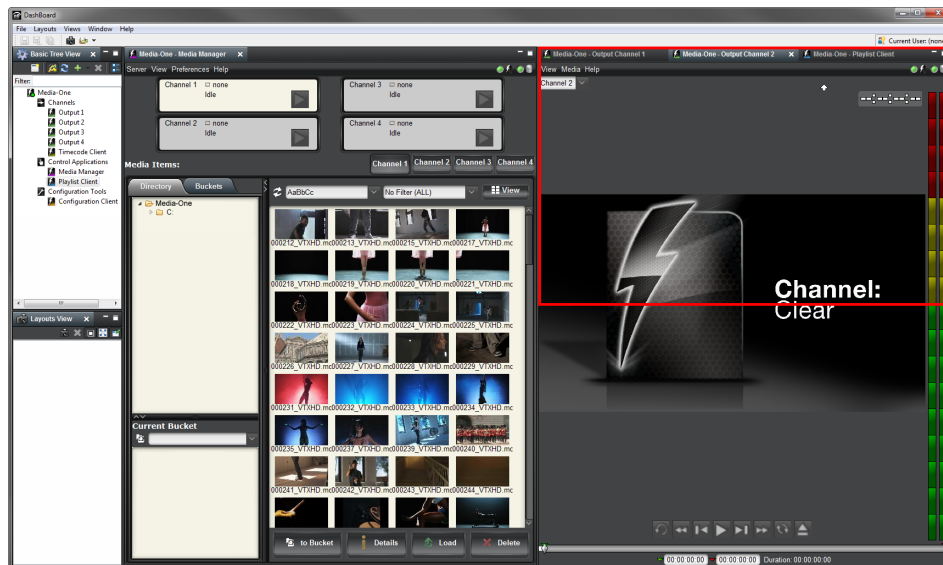 DashBoard
File Layouts Views Window Help
Current User: (none
Basic Tree View
Filter:
Media-One
Channels
Output 1
Output 2
Output 3
Output 4
Timecode Client
Control Applications
Media Manager
Playlist Client
Configuration Tools
Configuration Client
Layouts View
Media-One - Media Manager
Server View Preferences Help
Channel 1 none
Idle
Channel 3 none
Idle
Channel 2 none
Idle
Channel 4 none
Idle
Media Items:
Channel 1 Channel 2 Channel 3 Channel 4
Directory Buckets
Media-One
C:
Current Bucket
AaBbCc No Filter (ALL) View
000212_VTXHD.mc 000213_VTXHD.mc 000215_VTXHD.mc 000217_VTXHD.mc
000218_VTXHD.mc 000219_VTXHD.mc 000220_VTXHD.mc 000221_VTXHD.mc
000222_VTXHD.mc 000223_VTXHD.mc 000224_VTXHD.mc 000225_VTXHD.mc
000226_VTXHD.mc 000227_VTXHD.mc 000228_VTXHD.mc 000229_VTXHD.mc
000231_VTXHD.mc 000232_VTXHD.mc 000233_VTXHD.mc 000234_VTXHD.mc
000235_VTXHD.mc 000237_VTXHD.mc 000239_VTXHD.mc 000240_VTXHD.mc
000241_VTXHD.mc 000242_VTXHD.mc 000243_VTXHD.mc 000244_VTXHD.mc
to Bucket Details Load Delete
Media-One - Output Channel 1 Media-One - Output Channel 2 Media-One - Playlist Client
View Media Help
Channel 2
--:--:--:--
Channel:
Clear
00:00:00:00 00:00:00:00 Duration: 00:00:00:00